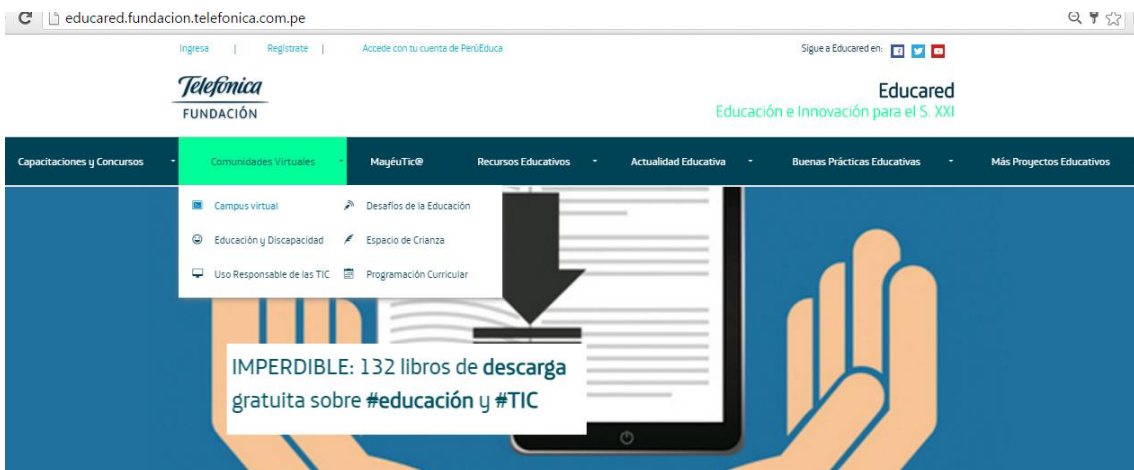 educared.fundacion.telefonica.com.pe
Ingresa | Regístrate | Accede con tu cuenta de PerúEduca
Sigue a Educared en:
Telefónica
FUNDACIÓN
Educared
Educación e Innovación para el S. XXI
Capacitaciones y Concursos Comunidades Virtuales MayéuTic@ Recursos Educativos Actualidad Educativa Buenas Prácticas Educativas Más Proyectos Educativos
Campus virtual Desafíos de la Educación
Educación y Discapacidad Espacio de Crianza
Uso Responsable de las TIC Programación Curricular
IMPERDIBLE: 132 libros de descarga
gratuita sobre #educación y #TIC